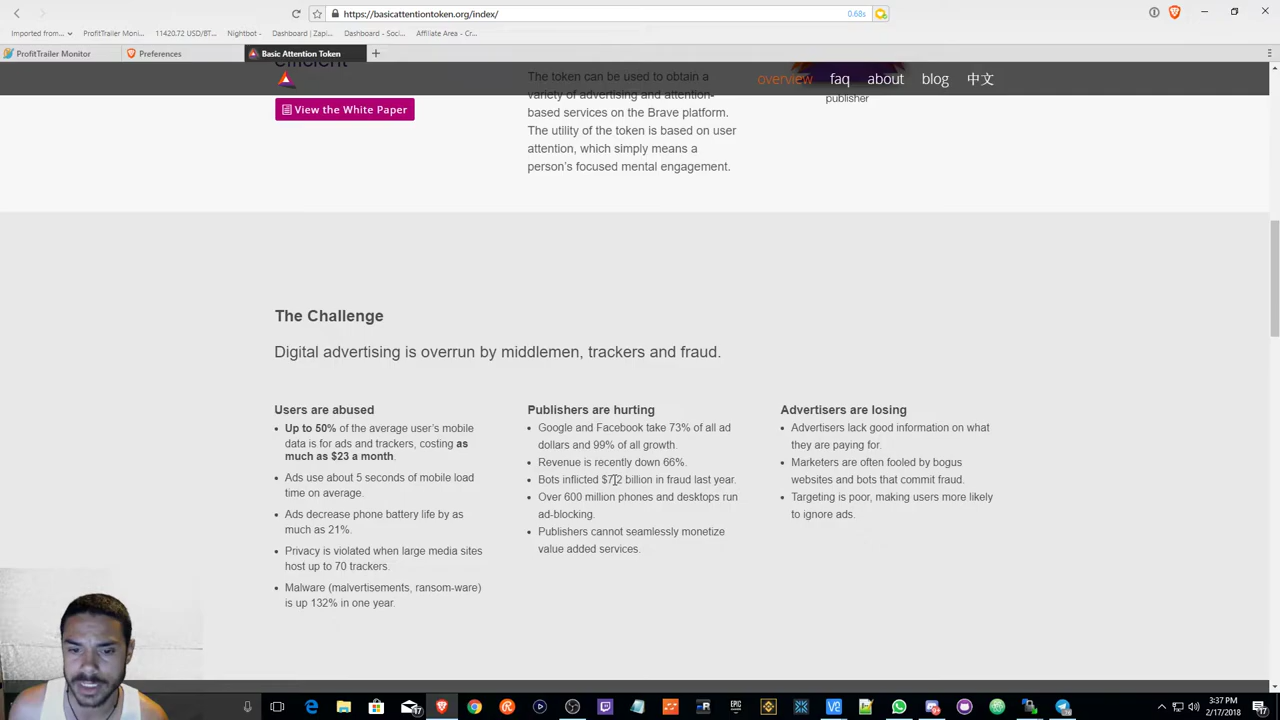 https://basicattentiontoken.org/index/
0.68s
Imported from...
ProfitTrailer Moni...
11420.72 USD/BT...
Nightbot -
Dashboard | Zapi...
Dashboard - Soci...
Affiliate Area - Cr...
ProfitTrailer Monitor
Preferences
Basic Attention Token
efficient
overview
faq
about
blog
中文
View the White Paper
The token can be used to obtain a
variety of advertising and attention-
based services on the Brave platform.
The utility of the token is based on user
attention, which simply means a
person's focused mental engagement.
publisher
The Challenge
Digital advertising is overrun by middlemen, trackers and fraud.
Users are abused
Up to 50% of the average user's mobile
data is for ads and trackers, costing as
much as $23 a month.
Ads use about 5 seconds of mobile load
time on average.
Ads decrease phone battery life by as
much as 21%.
Privacy is violated when large media sites
host up to 70 trackers.
Malware (malvertisements, ransom-ware)
is up 132% in one year.
Publishers are hurting
Google and Facebook take 73% of all ad
dollars and 99% of all growth.
Revenue is recently down 66%.
Bots inflicted $7.2 billion in fraud last year.
Over 600 million phones and desktops run
ad-blocking.
Publishers cannot seamlessly monetize
value added services.
Advertisers are losing
Advertisers lack good information on what
they are paying for.
Marketers are often fooled by bogus
websites and bots that commit fraud.
Targeting is poor, making users more likely
to ignore ads.
EPIC
3:37 PM
2/17/2018